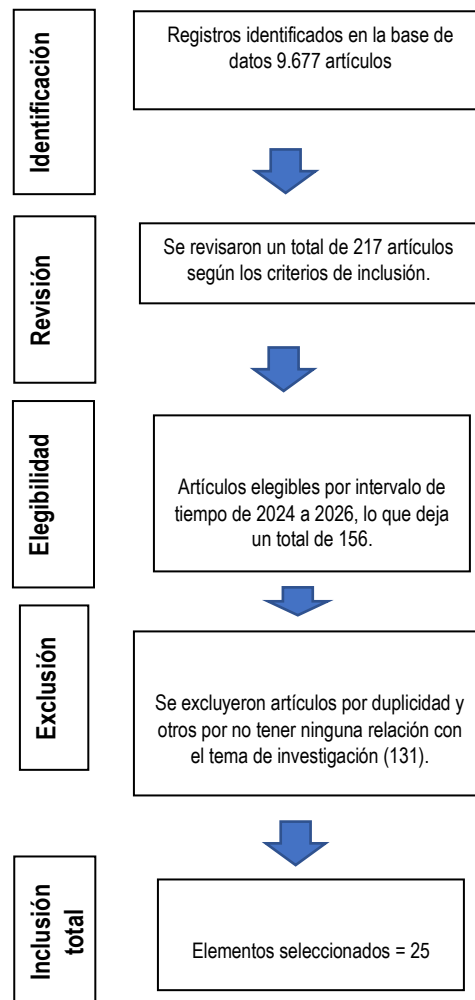 Identificación
Registros identificados en la base de
datos 9.677 artículos
Revisión
Se revisaron un total de 217 artículos
según los criterios de inclusión.
Elegibilidad
Artículos elegibles por intervalo de
tiempo de 2024 a 2026, lo que deja
un total de 156.
Exclusión
Se excluyeron artículos por duplicidad y
otros por no tener ninguna relación con
el tema de investigación (131).
Inclusión
total
Elementos seleccionados = 25